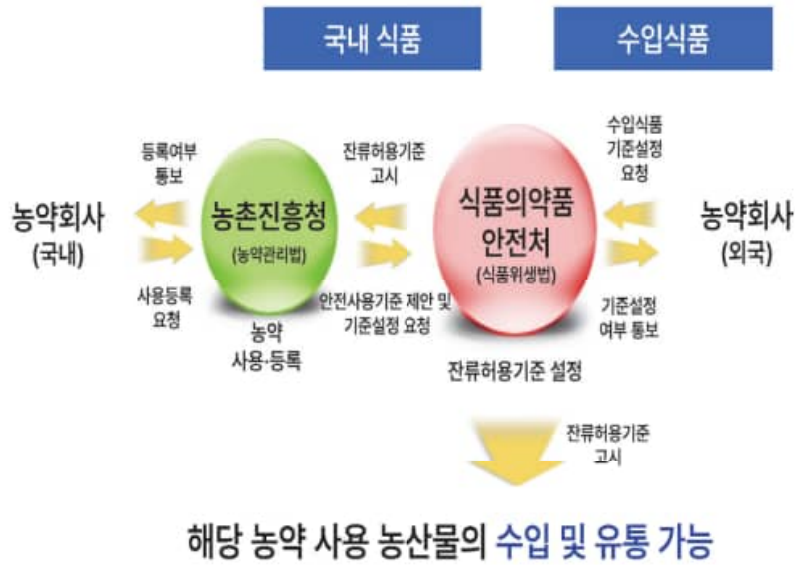 국내 식품
수입식품
등록여부
통보
농약회사
(국내)
사용등록
요청
농촌진흥청
(농약관리법)
농약
사용·등록
잔류허용기준
고시
안전사용기준 제안 및
기준설정 요청
식품의약품
안전처
(식품위생법)
잔류허용기준 설정
수입식품
기준설정
요청
농약회사
(외국)
기준설정
여부 통보
잔류허용기준
고시
해당 농약 사용 농산물의 수입 및 유통 가능